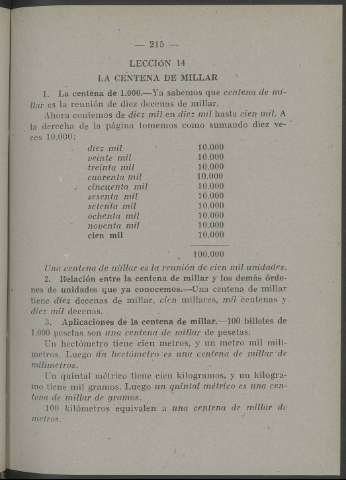 — 215 —
LECCIÓN 14
LA CENTENA DE MILLAR
1. La centena de 1.000.—Ya sabemos que centena de mi-
llar es la reunión de diez decenas de millar.
Ahora contemos de diez mil en diez mil hasta cien mil. A
la derecha de la página tomemos como sumando diez ve-
ces 10.000:
diez mil 10.000
veinte mil 10.000
treinta mil 10.000
cuarenta mil 10.000
cincuenta mil 10.000
sesenta mil 10.000
setenta mil 10.000
ochenta mil 10.000
noventa mil 10.000
cien mil 10.000
100.000
Una centena de millar es la reunión de cien mil unidades.
2. Relación entre la centena de millar y los demás órde-
nes de unidades que ya conocemos.—Una centena de millar
tiene diez decenas de millar, cien millares, mil centenas y
diez mil decenas.
3. Aplicaciones de la centena de millar.—100 billetes de
1.000 pesetas son una centena de millar de pesetas.
Un hectómetro tiene cien metros, y un metro mil milí-
metros. Luego un hectómetro es una centena de millar de
milímetros.
Un quintal métrico tiene cien kilogramos, y un kilogra-
mo tiene mil gramos. Luego un quintal métrico es una cen-
tena de millar de gramos.
100 kilómetros equivalen a una centena de millar de
metros.